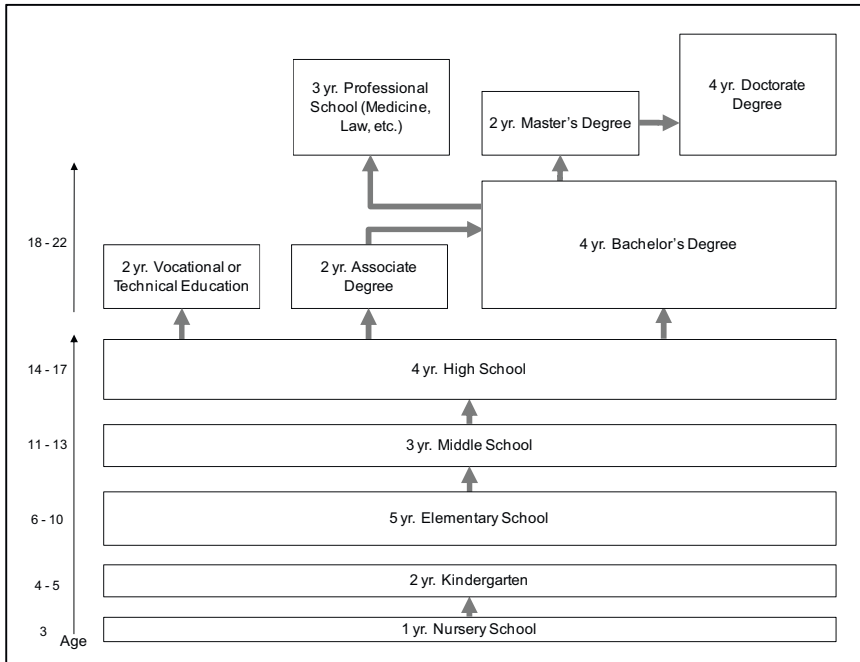 3 yr. Professional
School (Medicine,
Law, etc.)
2 yr. Master's Degree
4 yr. Doctorate
Degree
18 - 22
2 yr. Vocational or
Technical Education
2 yr. Associate
Degree
4 yr. Bachelor's Degree
14 - 17
4 yr. High School
11 - 13
3 yr. Middle School
6 - 10
5 yr. Elementary School
4 - 5
2 yr. Kindergarten
3
Age
1 yr. Nursery School